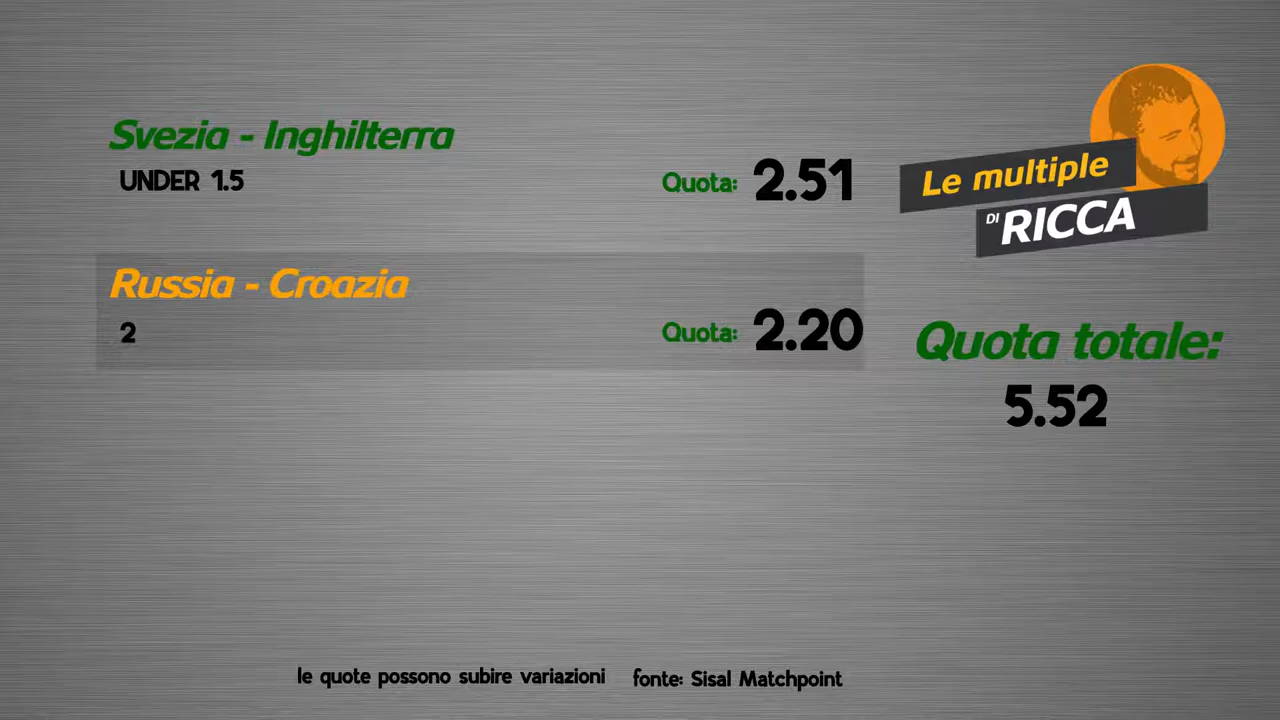 Svezia - Inghilterra
UNDER 1.5
Quota: 2.51
Le multiple
DI RICCA
Russia - Croazia
2
Quota: 2.20
Quota totale:
5.52
le quote possono subire variazioni fonte: Sisal Matchpoint